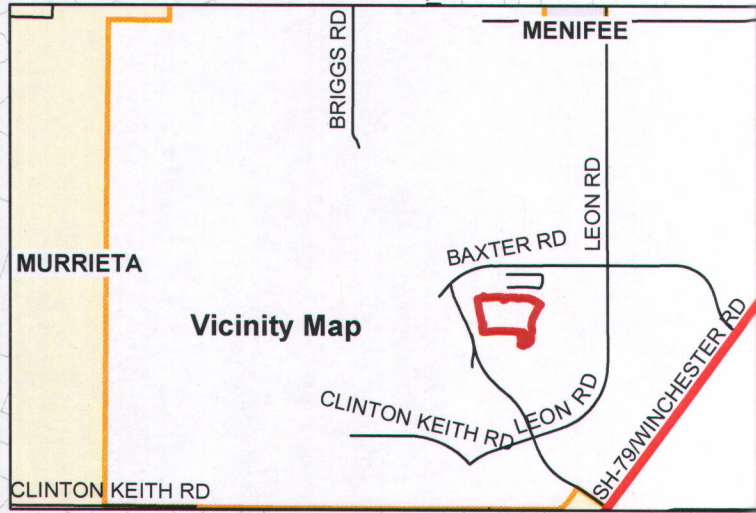 MENIFEE
BRIGGS RD
LEON RD
BAXTER RD
MURRIETA
Vicinity Map
SH-79/WINCHESTER RD
CLINTON KEITH RD
LEON RD
CLINTON KEITH RD